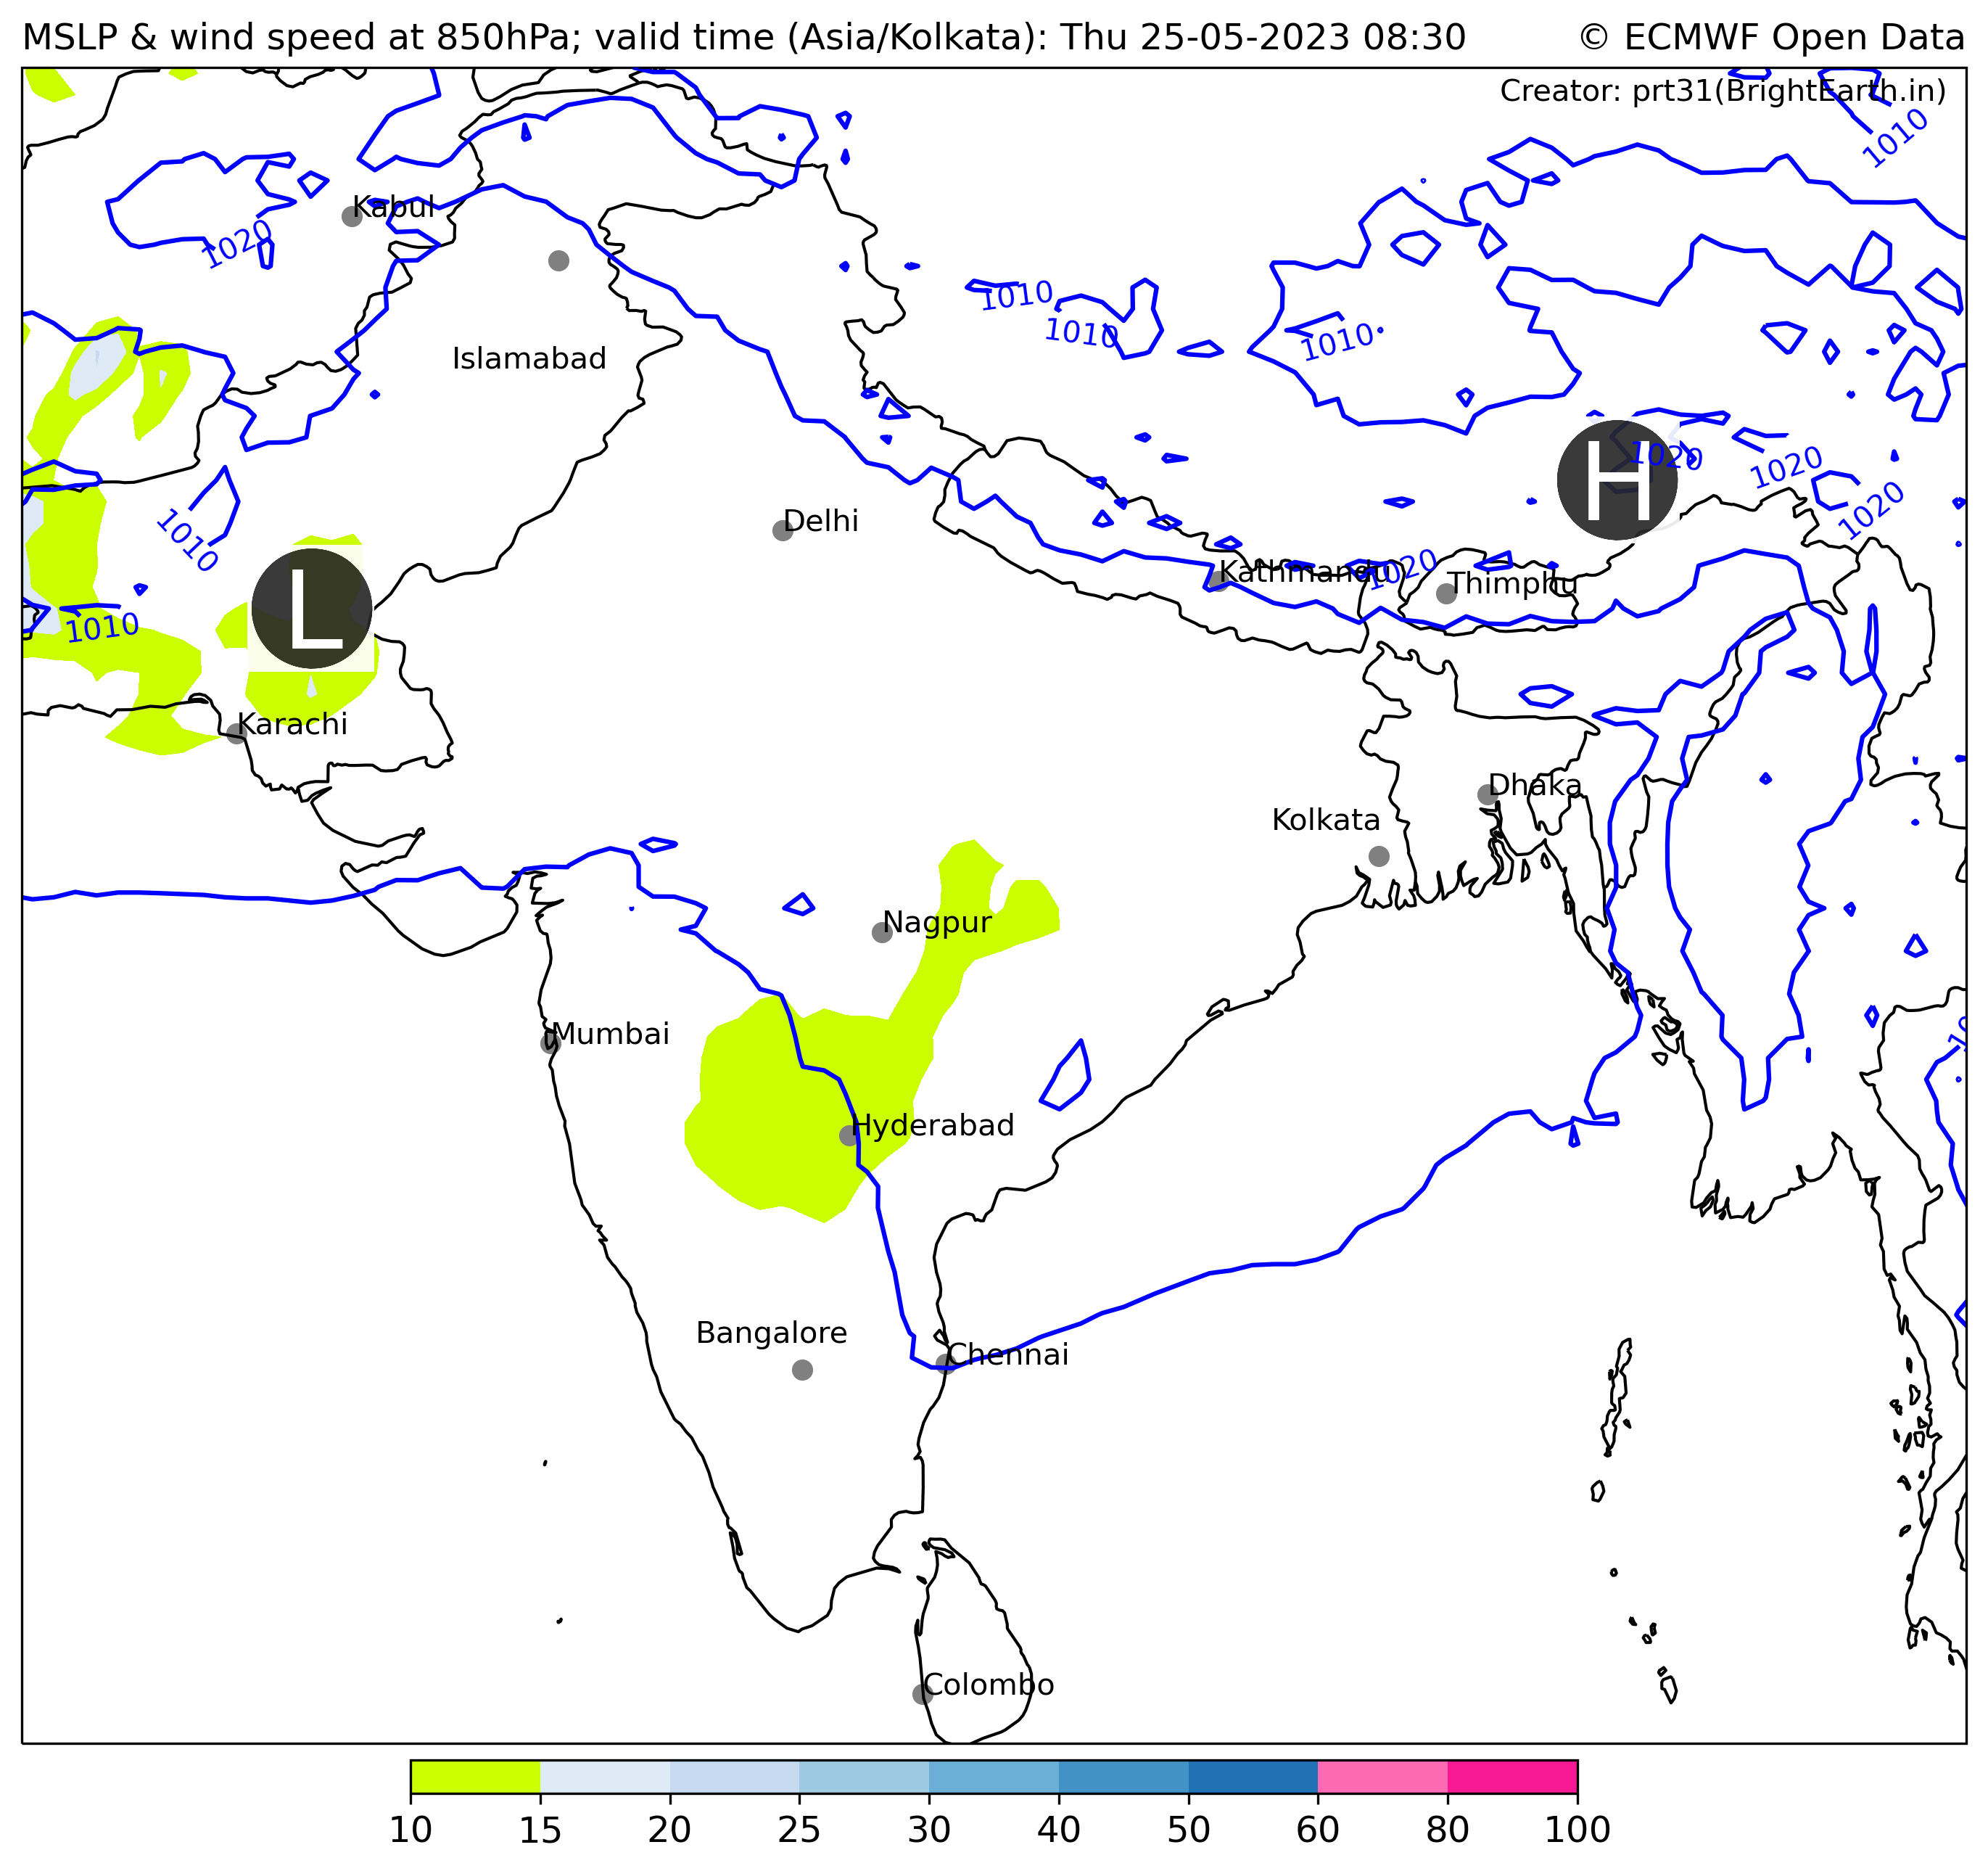 MSLP & wind speed at 850hPa; valid time (Asia/Kolkata): Thu 25-05-2023 08:30 © ECMWF Open Data
Creator: prt31(BrightEarth.in)
1010
Kabul
1020
1010
1010
1010
Islamabad
H
1020
1020
1020
1010
Delhi
Kathmandu
1020
Thimphu
L
1010
Karachi
Dhaka
Kolkata
Nagpur
Mumbai
Hyderabad
Bangalore
Chennai
Colombo
10 15 20 25 30 40 50 60 80 100